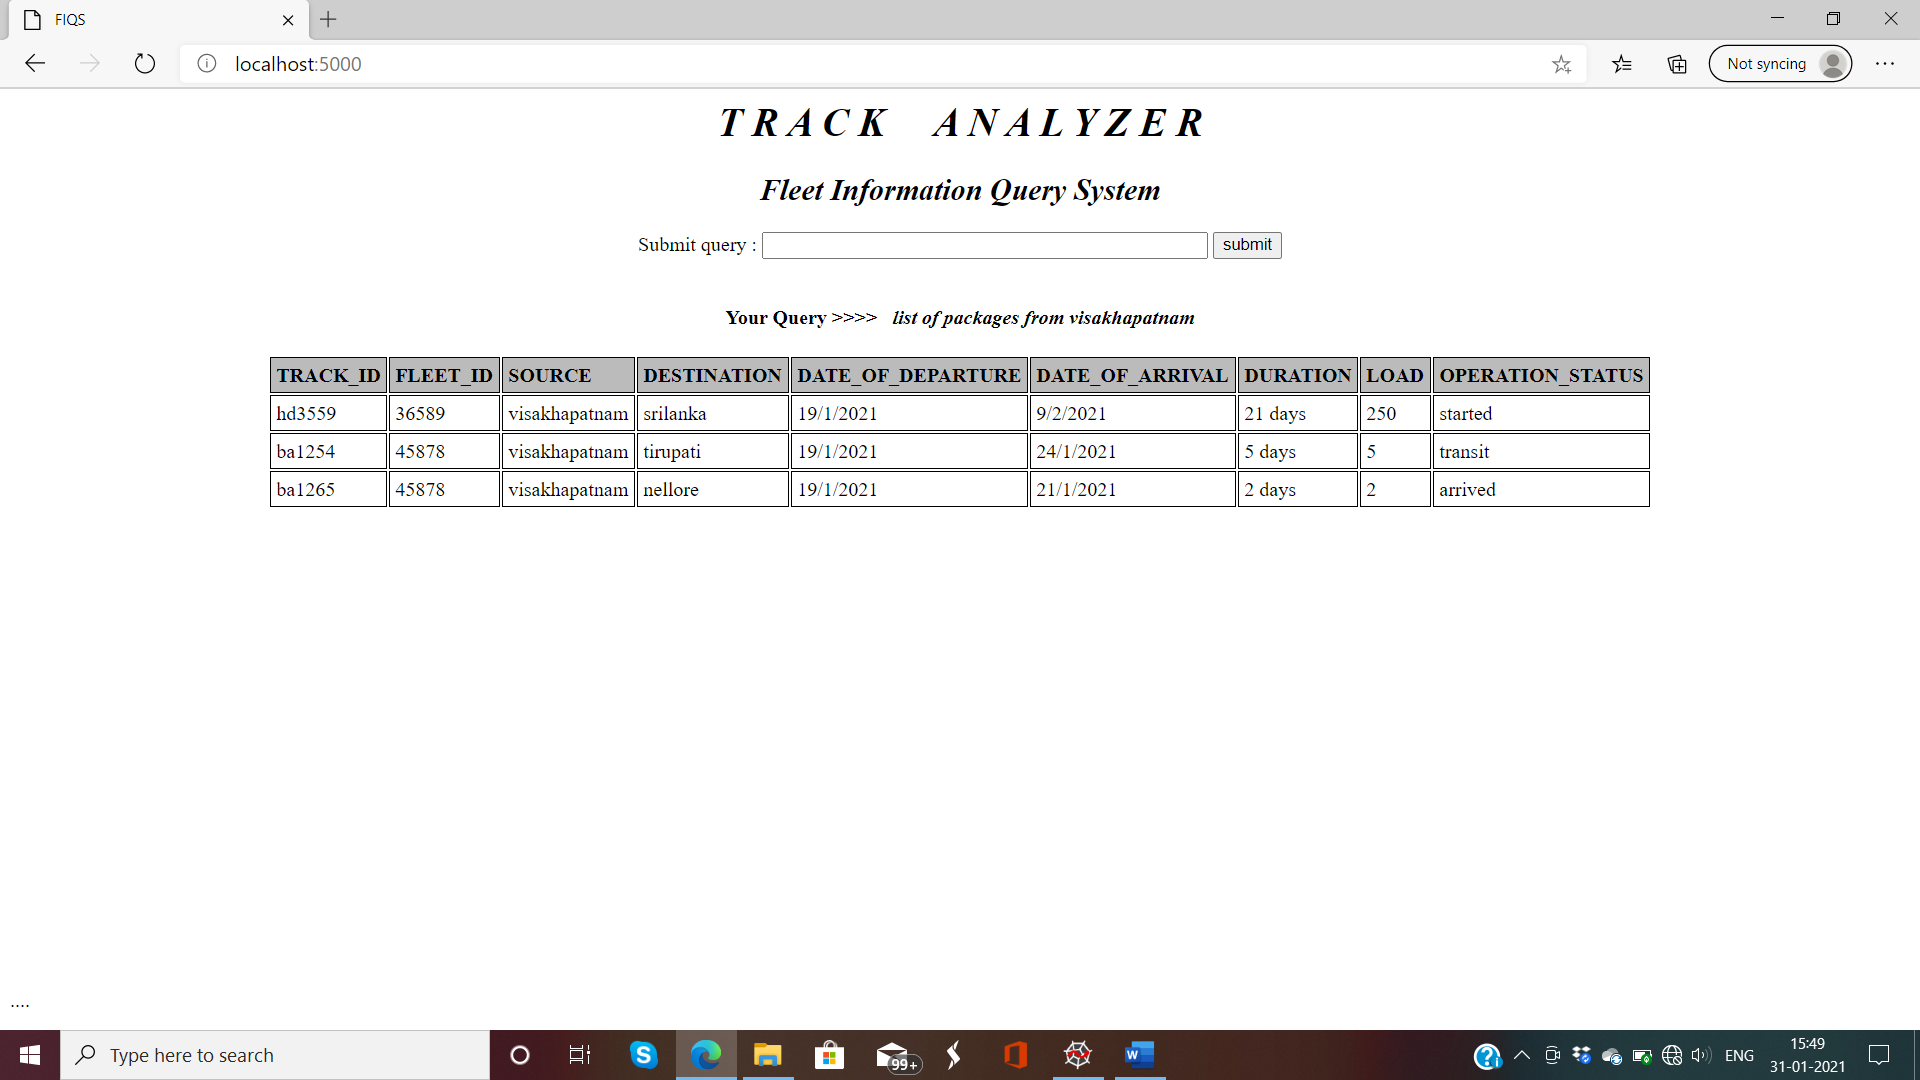 FIQS
localhost:5000
Not syncing
T R A C K A N A L Y Z E R
Fleet Information Query System
Submit query : submit
Your Query >>>> list of packages from visakhapatnam
TRACK_ID FLEET_ID SOURCE DESTINATION DATE_OF_DEPARTURE DATE_OF_ARRIVAL DURATION LOAD OPERATION_STATUS
hd3559 36589 visakhapatnam srilanka 19/1/2021 9/2/2021 21 days 250 started
ba1254 45878 visakhapatnam tirupati 19/1/2021 24/1/2021 5 days 5 transit
ba1265 45878 visakhapatnam nellore 19/1/2021 21/1/2021 2 days 2 arrived
....
Type here to search
99+
ENG
15:49
31-01-2021